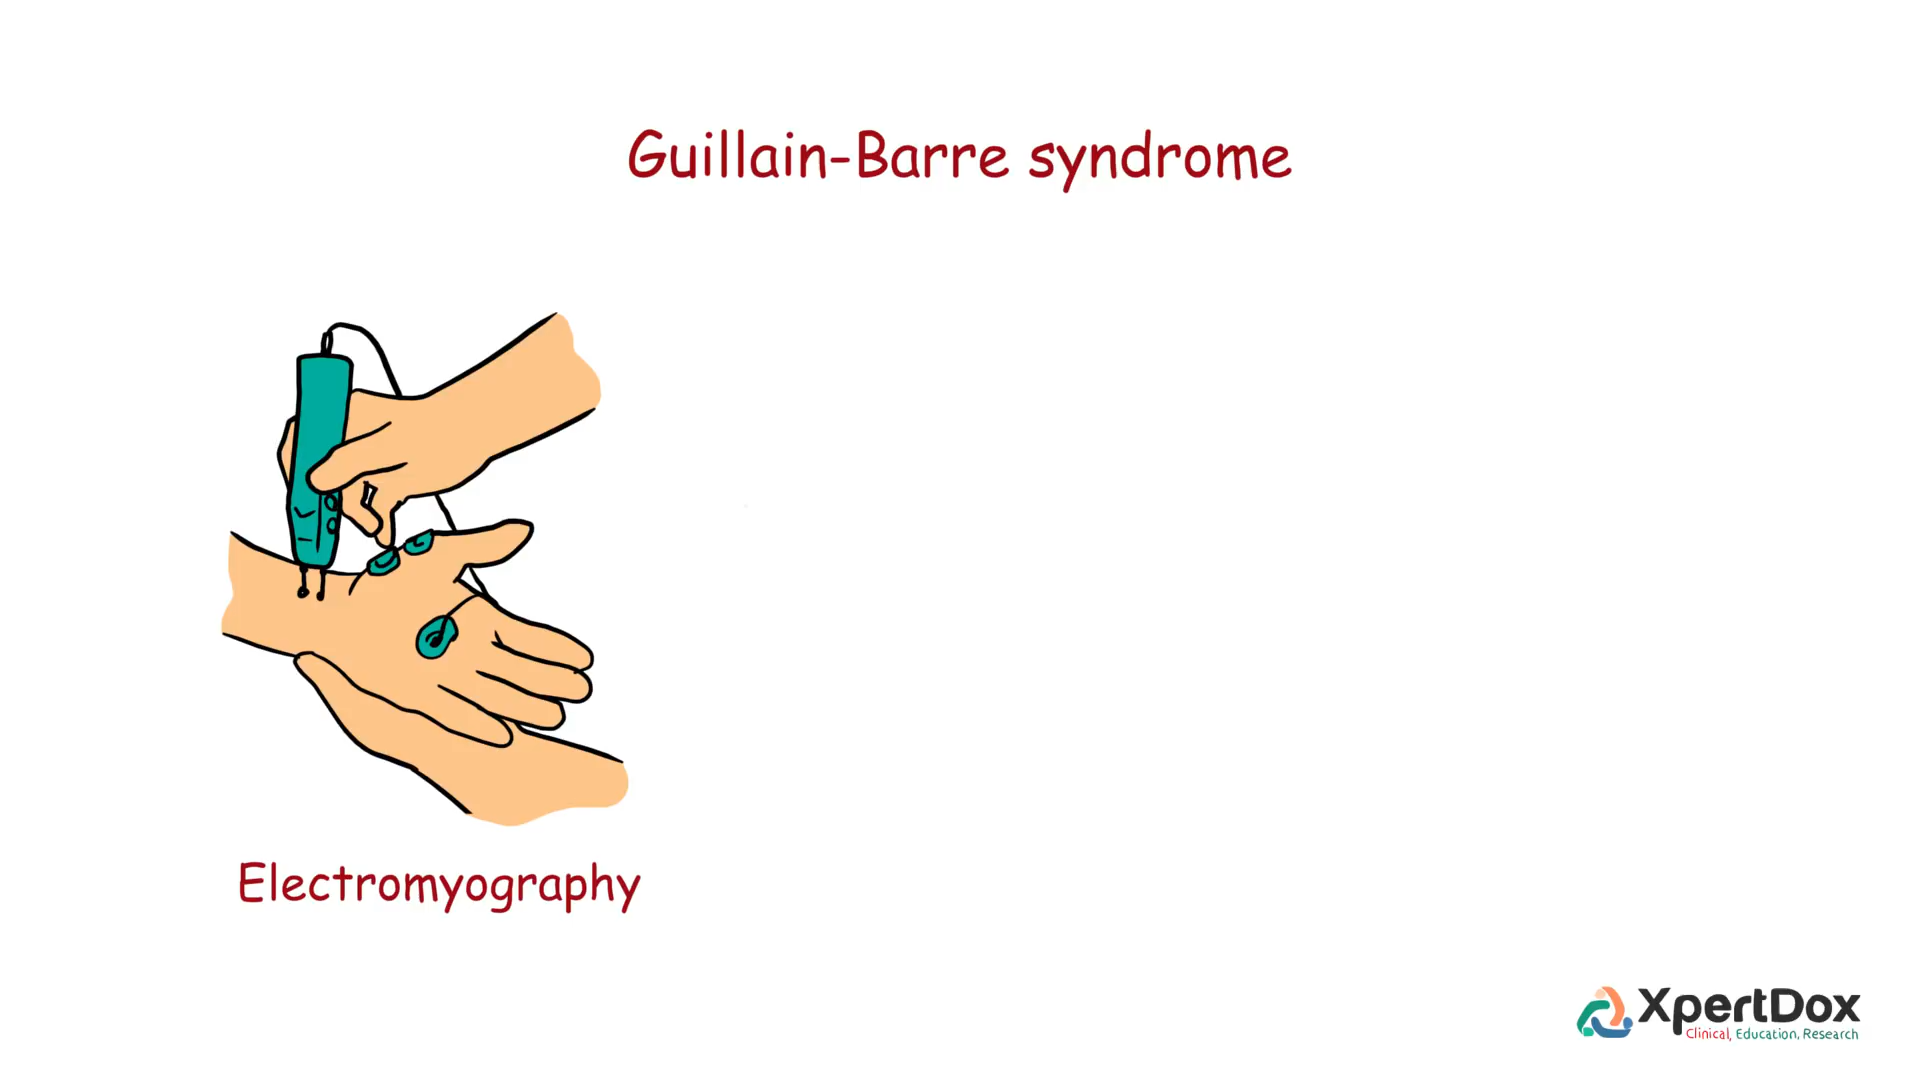 Guillain-Barre syndrome
Electromyography
XpertDox
Clinical, Education, Research